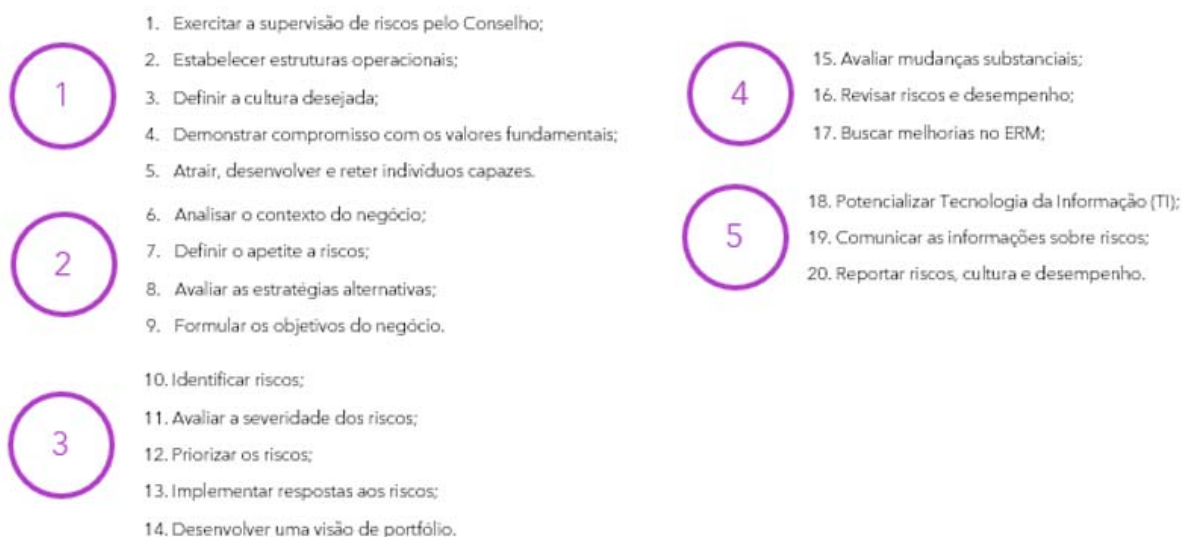 1
1. Exercitar a supervisão de riscos pelo Conselho;
2. Estabelecer estruturas operacionais;
3. Definir a cultura desejada;
4. Demonstrar compromisso com os valores fundamentais;
5. Atrair, desenvolver e reter indivíduos capazes.
2
6. Analisar o contexto do negócio;
7. Definir o apetite a riscos;
8. Avaliar as estratégias alternativas;
9. Formular os objetivos do negócio.
3
10. Identificar riscos;
11. Avaliar a severidade dos riscos;
12. Priorizar os riscos;
13. Implementar respostas aos riscos;
14. Desenvolver uma visão de portfólio.
4
15. Avaliar mudanças substanciais;
16. Revisar riscos e desempenho;
17. Buscar melhorias no ERM;
5
18. Potencializar Tecnologia da Informação (TI);
19. Comunicar as informações sobre riscos;
20. Reportar riscos, cultura e desempenho.